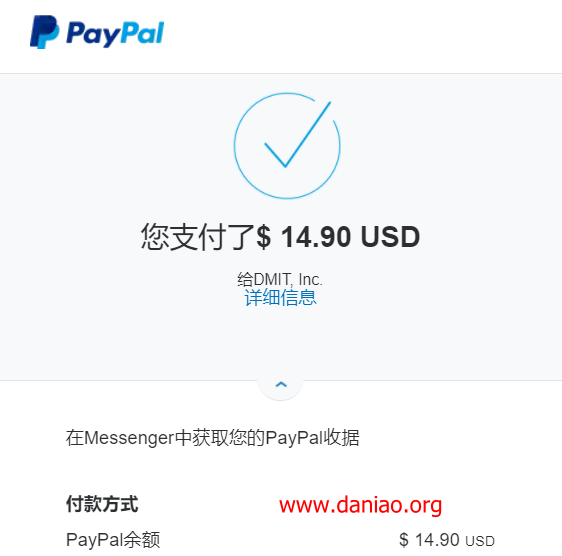 PayPal
您支付了$ 14.90 USD
给DMIT, Inc.
详细信息
在Messenger中获取您的PayPal收据
付款方式 www.daniao.org
PayPal余额 $ 14.90 USD